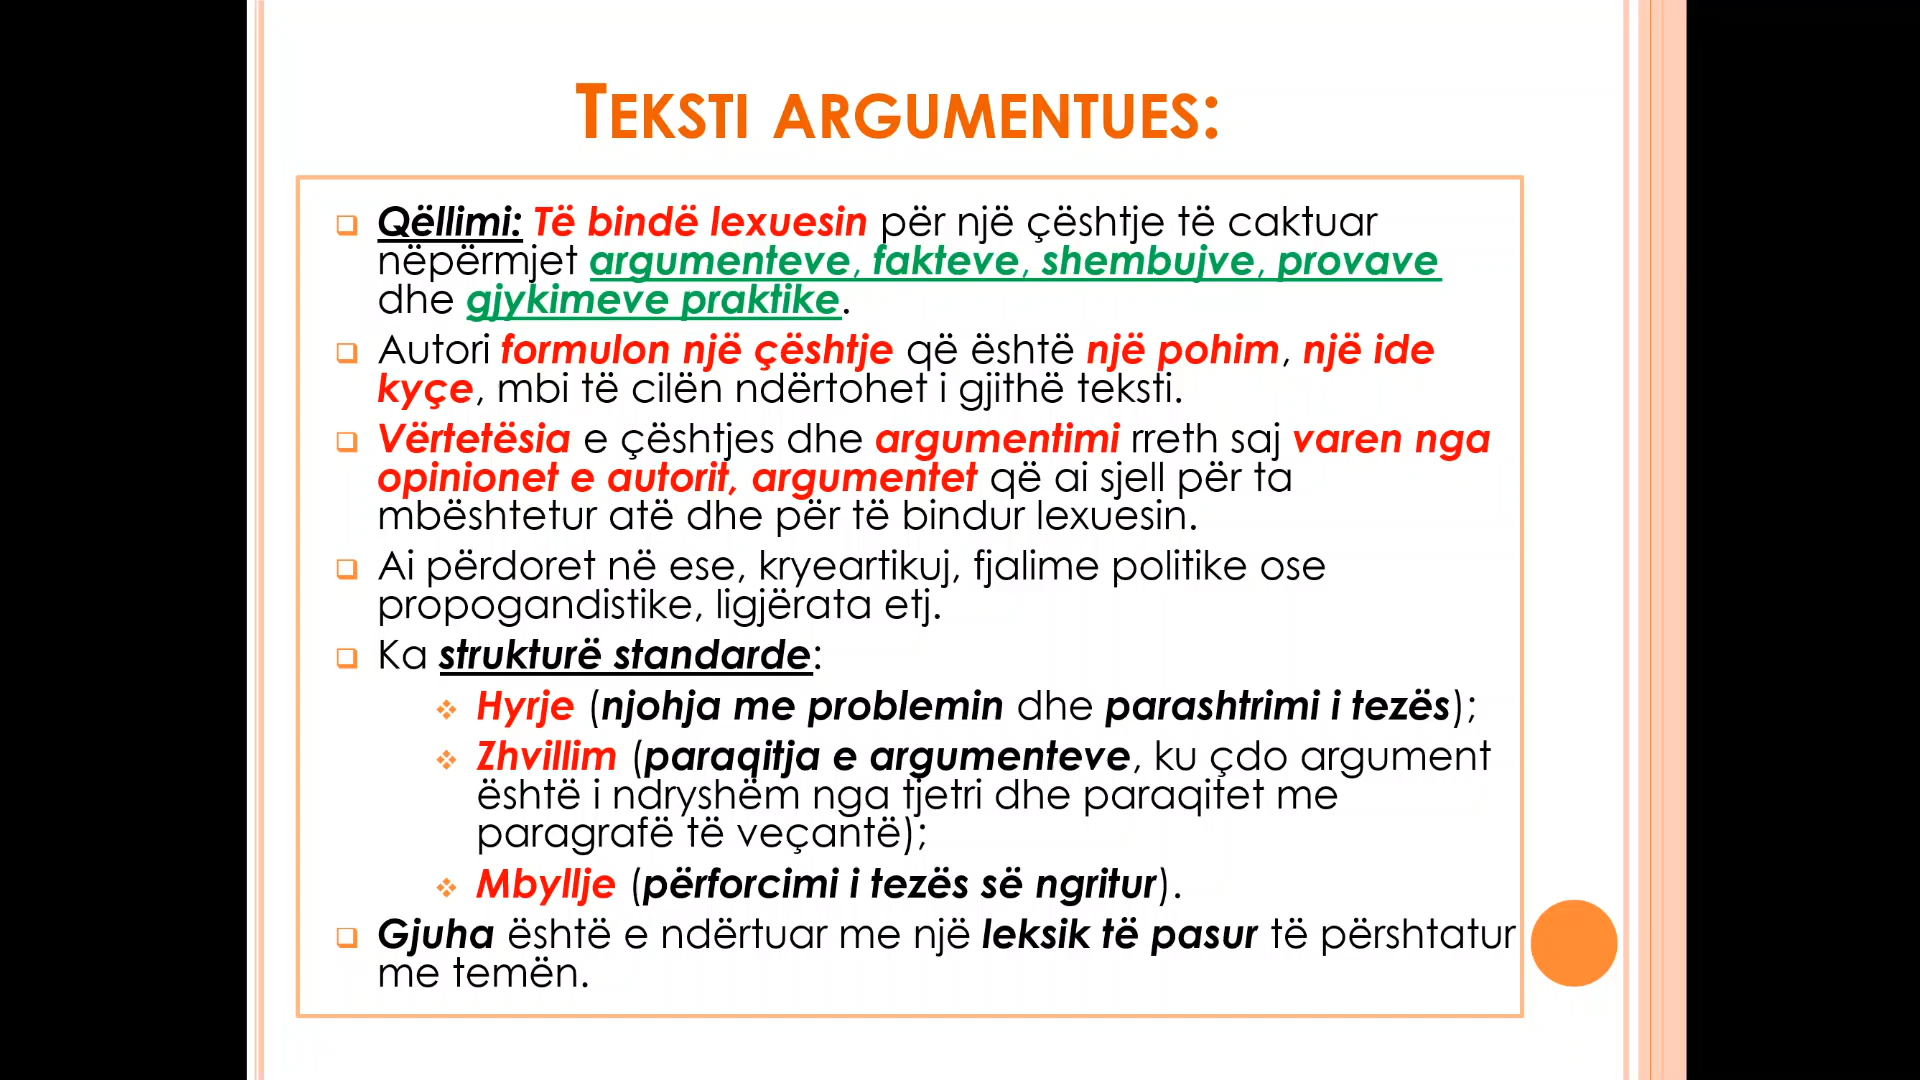 TEKSTI ARGUMENTUES:
Qëllimi: Të bindë lexuesin për një çështje të caktuar
nëpërmjet argumenteve, fakteve, shembujve, provave
dhe gjykimeve praktike.
Autori formulon një çështje që është një pohim, një ide
kyçe, mbi të cilën ndërtohet i gjithë teksti.
Vërtetësia e çështjes dhe argumentimi rreth saj varen nga
opinionet e autorit, argumentet që ai sjell për ta
mbështetur atë dhe për të bindur lexuesin.
Ai përdoret në ese, kryeartikuj, fjalime politike ose
propogandistike, ligjërata etj.
Ka strukturë standarde:
Hyrje (njohja me problemin dhe parashtrimi i tezës);
Zhvillim (paraqitja e argumenteve, ku çdo argument
është i ndryshëm nga tjetri dhe paraqitet me
paragrafë të veçantë);
Mbyllje (përforcimi i tezës së ngritur).
Gjuha është e ndërtuar me një leksik të pasur të përshtatur
me temën.